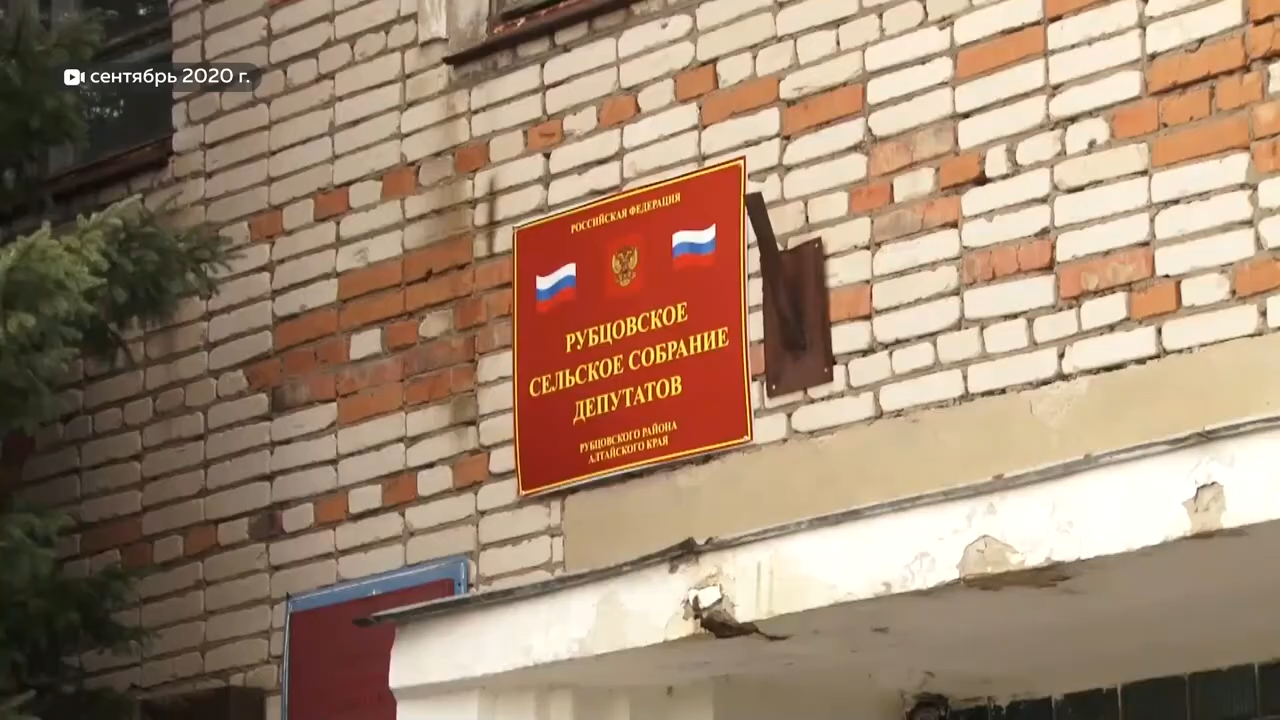 сентябрь 2020 г.
РОССИЙСКАЯ ФЕДЕРАЦИЯ
РУБЦОВСКОЕ
СЕЛЬСКОЕ СОБРАНИЕ
ДЕПУТАТОВ
РУБЦОВСКОГО РАЙОНА
АЛТАЙСКОГО КРАЯ